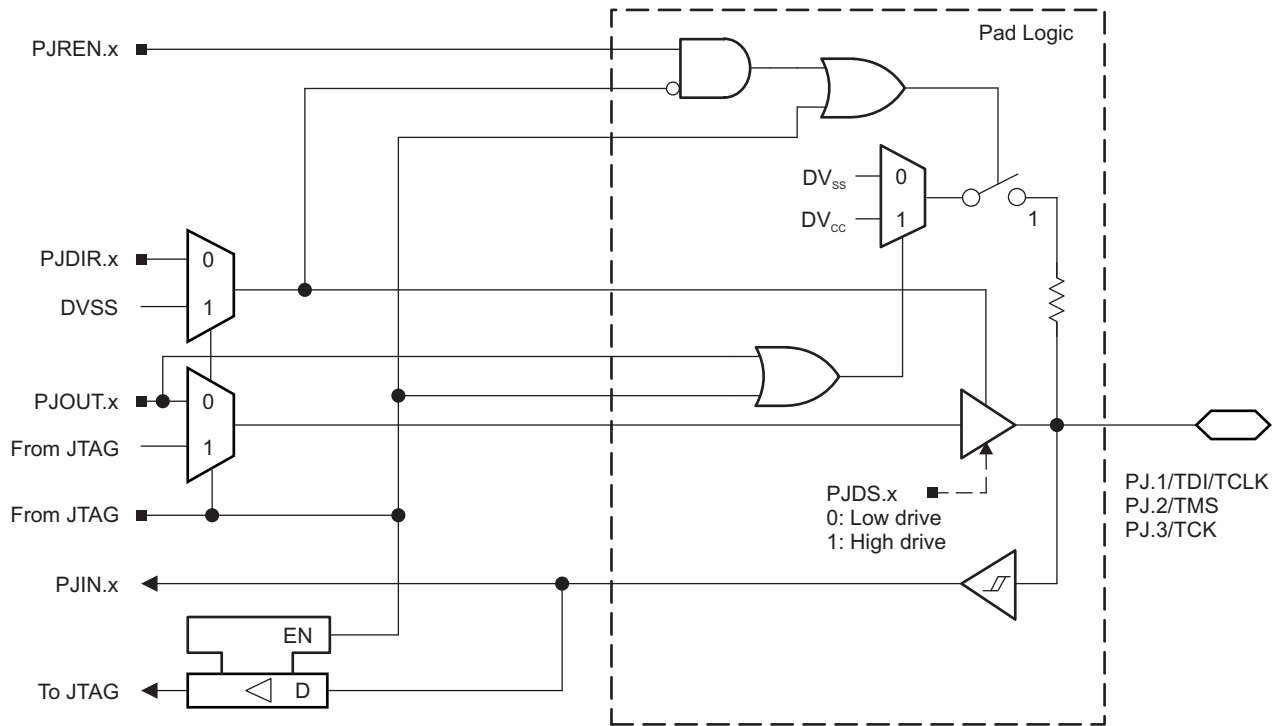 Pad Logic
PJREN.x
DVss 0
DVcc 1
1
PJDIR.x 0
DVSS 1
PJOUT.x 0
From JTAG 1
From JTAG
PJDS.x
0: Low drive
1: High drive
PJ.1/TDI/TCLK
PJ.2/TMS
PJ.3/TCK
PJIN.x
EN
To JTAG D